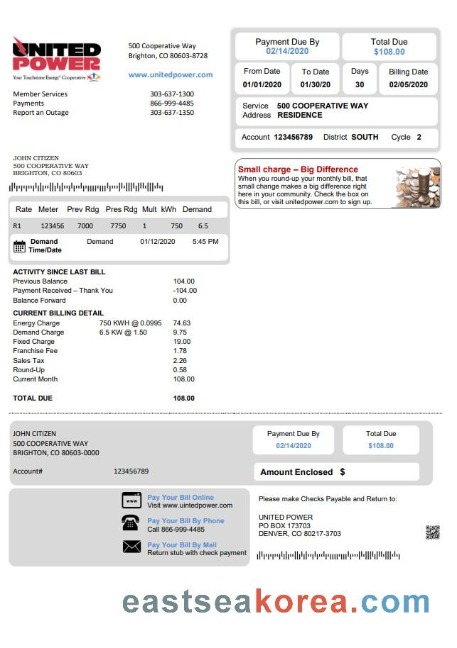 UNITED
POWER
Your Touchstone Energy® Cooperative
500 Cooperative Way
Brighton, CO 80603-8728
www.unitedpower.com
Member Services 303-637-1300
Payments 866-999-4485
Report an Outage 303-637-1350
Payment Due By
02/14/2020
Total Due
$108.00
From Date To Date Days Billing Date
01/01/2020 01/30/20 30 02/05/2020
Service 500 COOPERATIVE WAY
Address RESIDENCE
Account 123456789 District SOUTH Cycle 2
JOHN CITIZEN
500 COOPERATIVE WAY
BRIGHTON, CO 80603
Small charge – Big Difference
When you round-up your monthly bill, that
small change makes a big difference right
here in your community. Check the box on
this bill, or visit unitedpower.com to sign up.
Rate Meter Prev Rdg Pres Rdg Mult kWh Demand
R1 123456 7000 7750 1 750 6.5
Demand Demand 01/12/2020 5:45 PM
Time/Date
ACTIVITY SINCE LAST BILL
Previous Balance 104.00
Payment Received – Thank You -104.00
Balance Forward 0.00
CURRENT BILLING DETAIL
Energy Charge 750 KWH @ 0.0995 74.63
Demand Charge 6.5 KW @ 1.50 9.75
Fixed Charge 19.00
Franchise Fee 1.78
Sales Tax 2.26
Round-Up 0.58
Current Month 108.00
TOTAL DUE 108.00
JOHN CITIZEN
500 COOPERATIVE WAY
BRIGHTON, CO 80603-0000
Account# 123456789
Payment Due By
02/14/2020
Total Due
$108.00
Amount Enclosed $
Pay Your Bill Online
Visit www.uintedpower.com
Pay Your Bill By Phone
Call 866-999-4485
Pay Your Bill By Mail
Return stub with check payment
Please make Checks Payable and Return to:
UNITED POWER
PO BOX 173703
DENVER, CO 80217-3703
eastseakorea.com